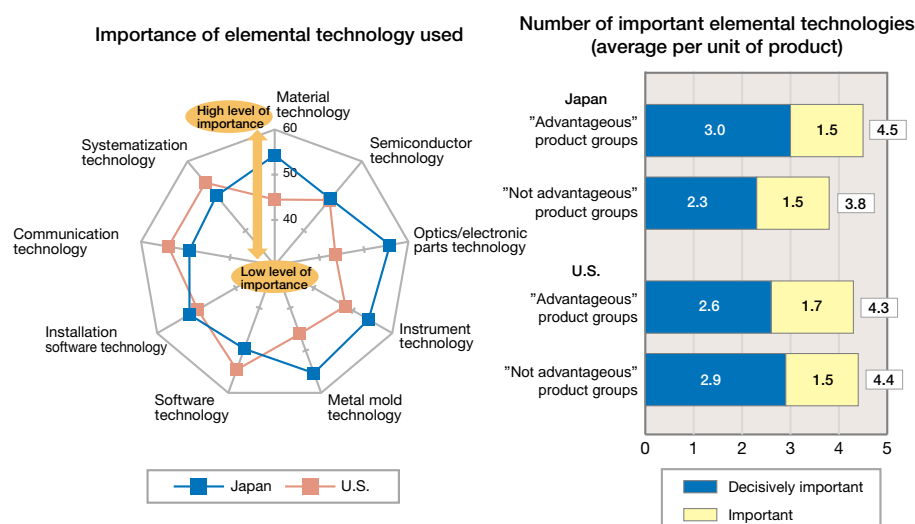 Importance of elemental technology used
High level of
importance
Material
technology
60
50
40
Systematization
technology
Semiconductor
technology
Communication
technology
Optics/electronic
parts technology
Low level of
importance
Installation
software technology
Instrument
technology
Software
technology
Metal mold
technology
Japan
U.S.
Number of important elemental technologies
(average per unit of product)
Japan
”Advantageous”
product groups
3.0
1.5
4.5
”Not advantageous”
product groups
2.3
1.5
3.8
U.S.
”Advantageous”
product groups
2.6
1.7
4.3
”Not advantageous”
product groups
2.9
1.5
4.4
0 1 2 3 4 5
Decisively important
Important